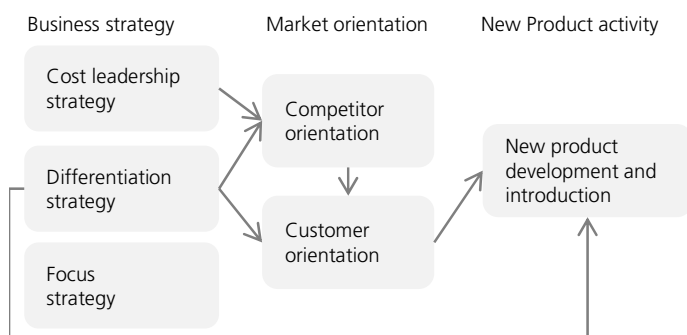 Business strategy
Market orientation
New Product activity
Cost leadership
strategy
Competitor
orientation
New product
development and
introduction
Differentiation
strategy
Customer
orientation
Focus
strategy